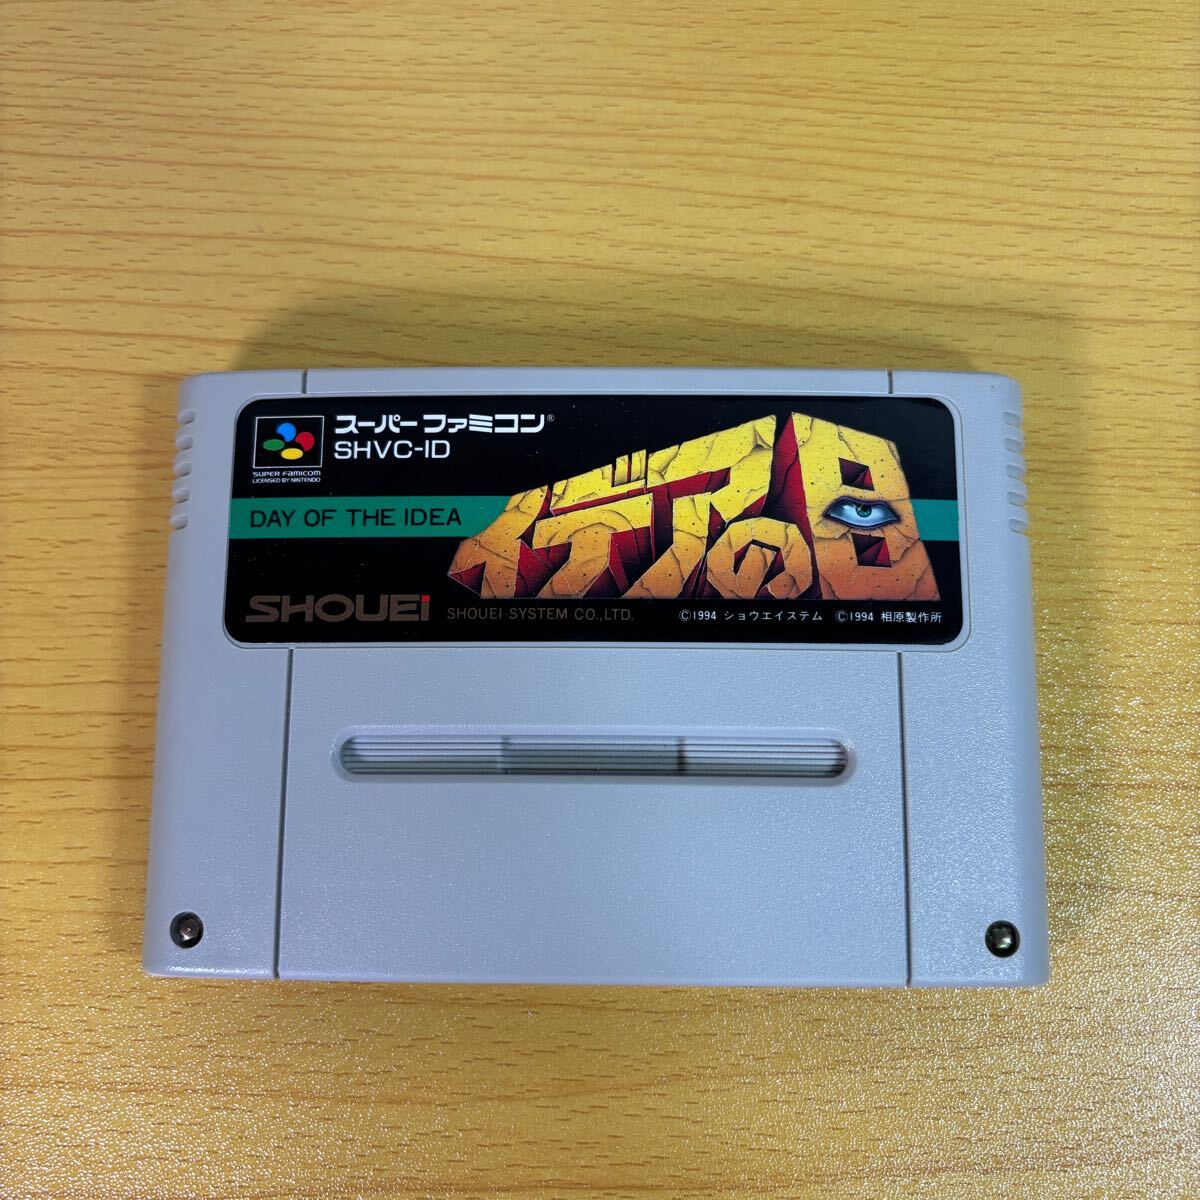 スーパーファミコン®
SHVC-ID
SUPER FAMICOM
LICENSED BY NINTENDO
DAY OF THE IDEA
イデアの日
SHOUEI
SHOUEI SYSTEM CO.,LTD.
©1994 ショウエイステム ©1994 相原製作所